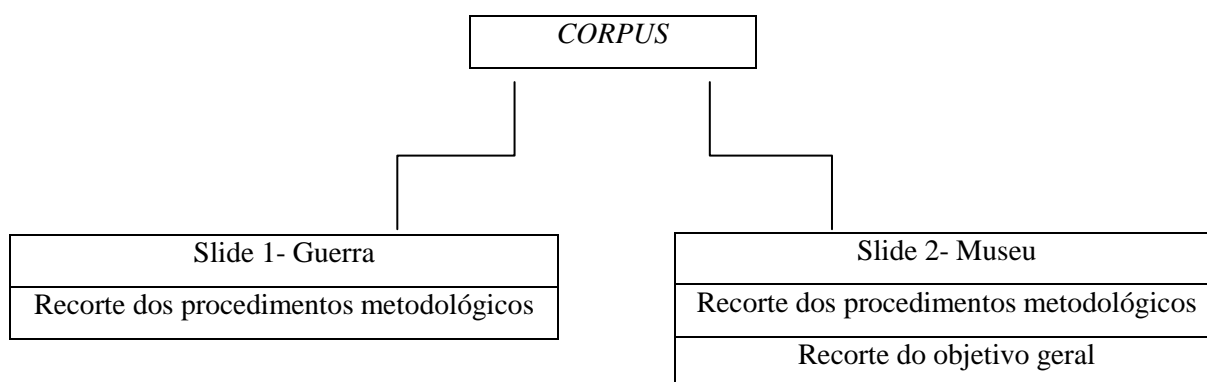 CORPUS
Slide 1- Guerra
Recorte dos procedimentos metodológicos
Slide 2- Museu
Recorte dos procedimentos metodológicos
Recorte do objetivo geral